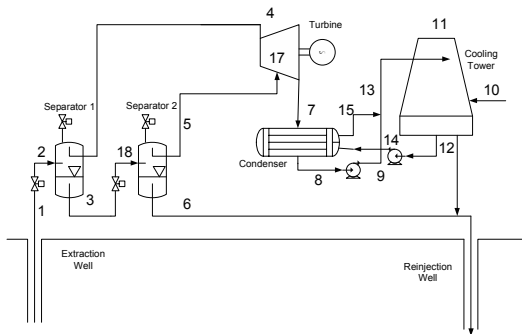 4
11
Turbine
17
Cooling
Tower
13
10
Separator 1
Separator 2
5
7
15
2
18
14
12
Condenser
8
9
3
1
6
Extraction
Well
Reinjection
Well